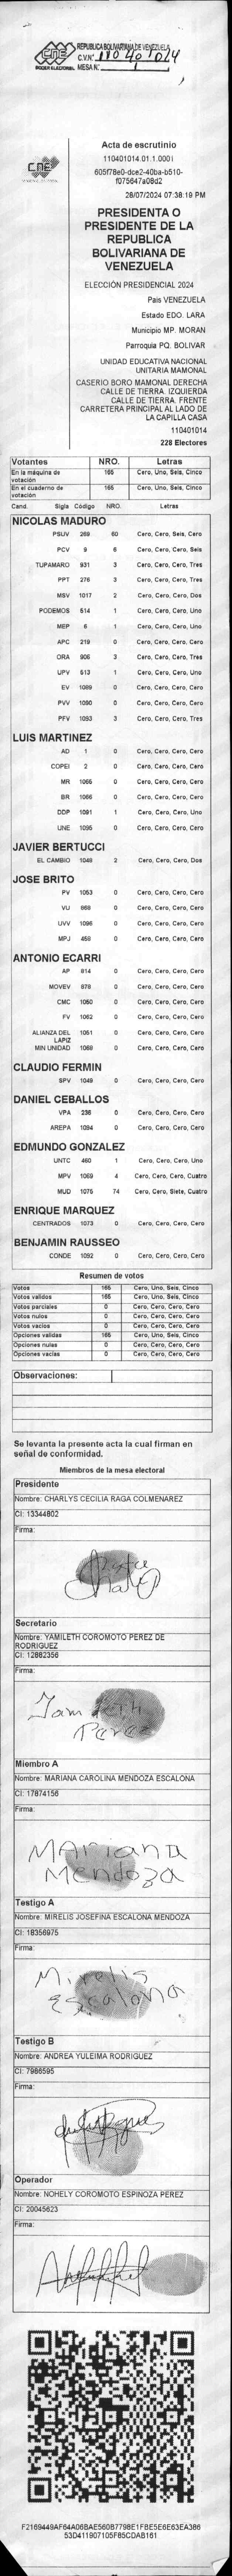 REPUBLICA BOLIVARIANA DE VENEZUELA
C.V.N° 110401014
MESA N° 1
CNE
PODER ELECTORAL
Acta de escrutinio
110401014.01.1.0001
605f78e0-dce2-40ba-b510-
f075647a08d2
28/07/2024 07:38:19 PM
PRESIDENTA O
PRESIDENTE DE LA
REPUBLICA
BOLIVARIANA DE
VENEZUELA
ELECCIÓN PRESIDENCIAL 2024
Pais VENEZUELA
Estado EDO. LARA
Municipio MP. MORAN
Parroquia PQ. BOLIVAR
UNIDAD EDUCATIVA NACIONAL
UNITARIA MAMONAL
CASERIO BORO MAMONAL DERECHA
CALLE DE TIERRA. IZQUIERDA
CALLE DE TIERRA. FRENTE
CARRETERA PRINCIPAL AL LADO DE
LA CAPILLA CASA
110401014
228 Electores
Votantes NRO. Letras
En la máquina de votación 165 Cero, Uno, Seis, Cinco
En el cuaderno de votación 165 Cero, Uno, Seis, Cinco
Cand. Sigla Código NRO. Letras
NICOLAS MADURO
PSUV 269 60 Cero, Cero, Seis, Cero
PCV 9 6 Cero, Cero, Cero, Seis
TUPAMARO 931 3 Cero, Cero, Cero, Tres
PPT 276 3 Cero, Cero, Cero, Tres
MSV 1017 2 Cero, Cero, Cero, Dos
PODEMOS 514 1 Cero, Cero, Cero, Uno
MEP 6 1 Cero, Cero, Cero, Uno
APC 219 0 Cero, Cero, Cero, Cero
ORA 906 3 Cero, Cero, Cero, Tres
UPV 513 1 Cero, Cero, Cero, Uno
EV 1089 0 Cero, Cero, Cero, Cero
PVV 1090 0 Cero, Cero, Cero, Cero
PFV 1093 3 Cero, Cero, Cero, Tres
LUIS MARTINEZ
AD 1 0 Cero, Cero, Cero, Cero
COPEI 2 0 Cero, Cero, Cero, Cero
MR 1065 0 Cero, Cero, Cero, Cero
BR 1066 0 Cero, Cero, Cero, Cero
DDP 1091 1 Cero, Cero, Cero, Uno
UNE 1095 0 Cero, Cero, Cero, Cero
JAVIER BERTUCCI
EL CAMBIO 1048 2 Cero, Cero, Cero, Dos
JOSE BRITO
PV 1053 0 Cero, Cero, Cero, Cero
VU 868 0 Cero, Cero, Cero, Cero
UVV 1096 0 Cero, Cero, Cero, Cero
MPJ 458 0 Cero, Cero, Cero, Cero
ANTONIO ECARRI
AP 814 0 Cero, Cero, Cero, Cero
MOVEV 878 0 Cero, Cero, Cero, Cero
CMC 1050 0 Cero, Cero, Cero, Cero
FV 1062 0 Cero, Cero, Cero, Cero
ALIANZA DEL LAPIZ 1051 0 Cero, Cero, Cero, Cero
MIN UNIDAD 1068 0 Cero, Cero, Cero, Cero
CLAUDIO FERMIN
SPV 1049 0 Cero, Cero, Cero, Cero
DANIEL CEBALLOS
VPA 236 0 Cero, Cero, Cero, Cero
AREPA 1094 0 Cero, Cero, Cero, Cero
EDMUNDO GONZALEZ
UNTC 460 1 Cero, Cero, Cero, Uno
MPV 1069 4 Cero, Cero, Cero, Cuatro
MUD 1075 74 Cero, Cero, Siete, Cuatro
ENRIQUE MARQUEZ
CENTRADOS 1073 0 Cero, Cero, Cero, Cero
BENJAMIN RAUSSEO
CONDE 1092 0 Cero, Cero, Cero, Cero
Resumen de votos
Votos 165 Cero, Uno, Seis, Cinco
Votos validos 165 Cero, Uno, Seis, Cinco
Votos parciales 0 Cero, Cero, Cero, Cero
Votos nulos 0 Cero, Cero, Cero, Cero
Votos vacios 0 Cero, Cero, Cero, Cero
Opciones validas 165 Cero, Uno, Seis, Cinco
Opciones nulas 0 Cero, Cero, Cero, Cero
Opciones vacias 0 Cero, Cero, Cero, Cero
Observaciones:
Se levanta la presente acta la cual firman en
señal de conformidad.
Miembros de la mesa electoral
Presidente
Nombre: CHARLYS CECILIA RAGA COLMENAREZ
CI: 13344802
Firma:
Secretario
Nombre: YAMILETH COROMOTO PEREZ DE
RODRIGUEZ
CI: 12882356
Firma:
Yamileth
Perez
Miembro A
Nombre: MARIANA CAROLINA MENDOZA ESCALONA
CI: 17874156
Firma:
Mariana
Mendoza
Testigo A
Nombre: MIRELIS JOSEFINA ESCALONA MENDOZA
CI: 18356975
Firma:
Mirelis
Escalona
Testigo B
Nombre: ANDREA YULEIMA RODRIGUEZ
CI: 7986595
Firma:
Operador
Nombre: NOHELY COROMOTO ESPINOZA PEREZ
CI: 20045623
Firma:
F2169449AF64A06BAE560B7798E1FBE5E6E63EA386
53D411907105F85CDAB161